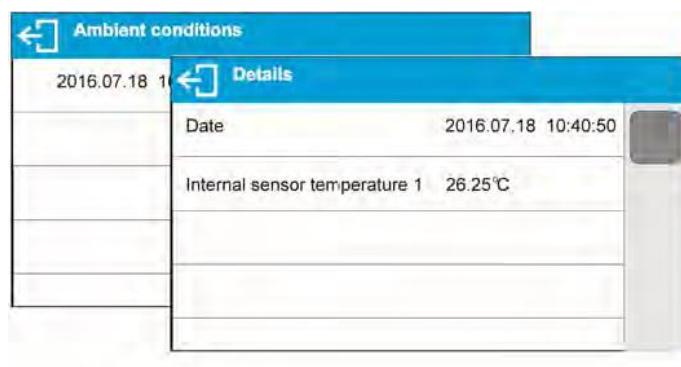 Ambient conditions
2016.07.18
Details
Date 2016.07.18 10:40:50
Internal sensor temperature 1 26.25°C